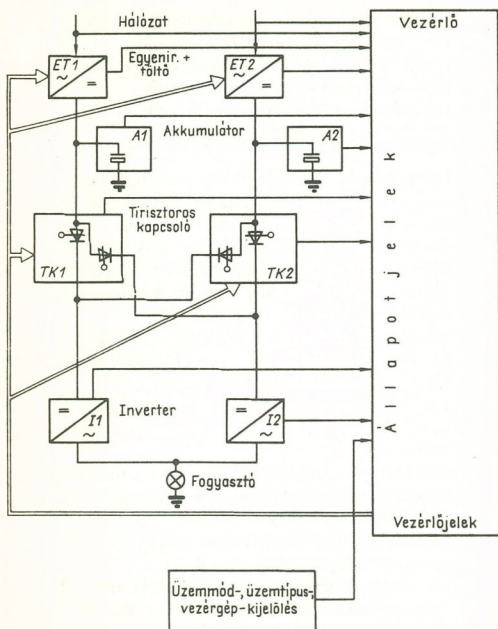 Hálózat
Vezérlő
ET1
~
=
Egyenir. +
töltő
ET2
~
=
A1
Akkumulátor
A2
Tirisztoros
kapcsoló
TK1
TK2
Állapotjelek
=
I1
~
Inverter
=
I2
~
Fogyasztó
Vezérlőjelek
Üzemmód-, üzemtípus-,
vezérgép-kijelölés